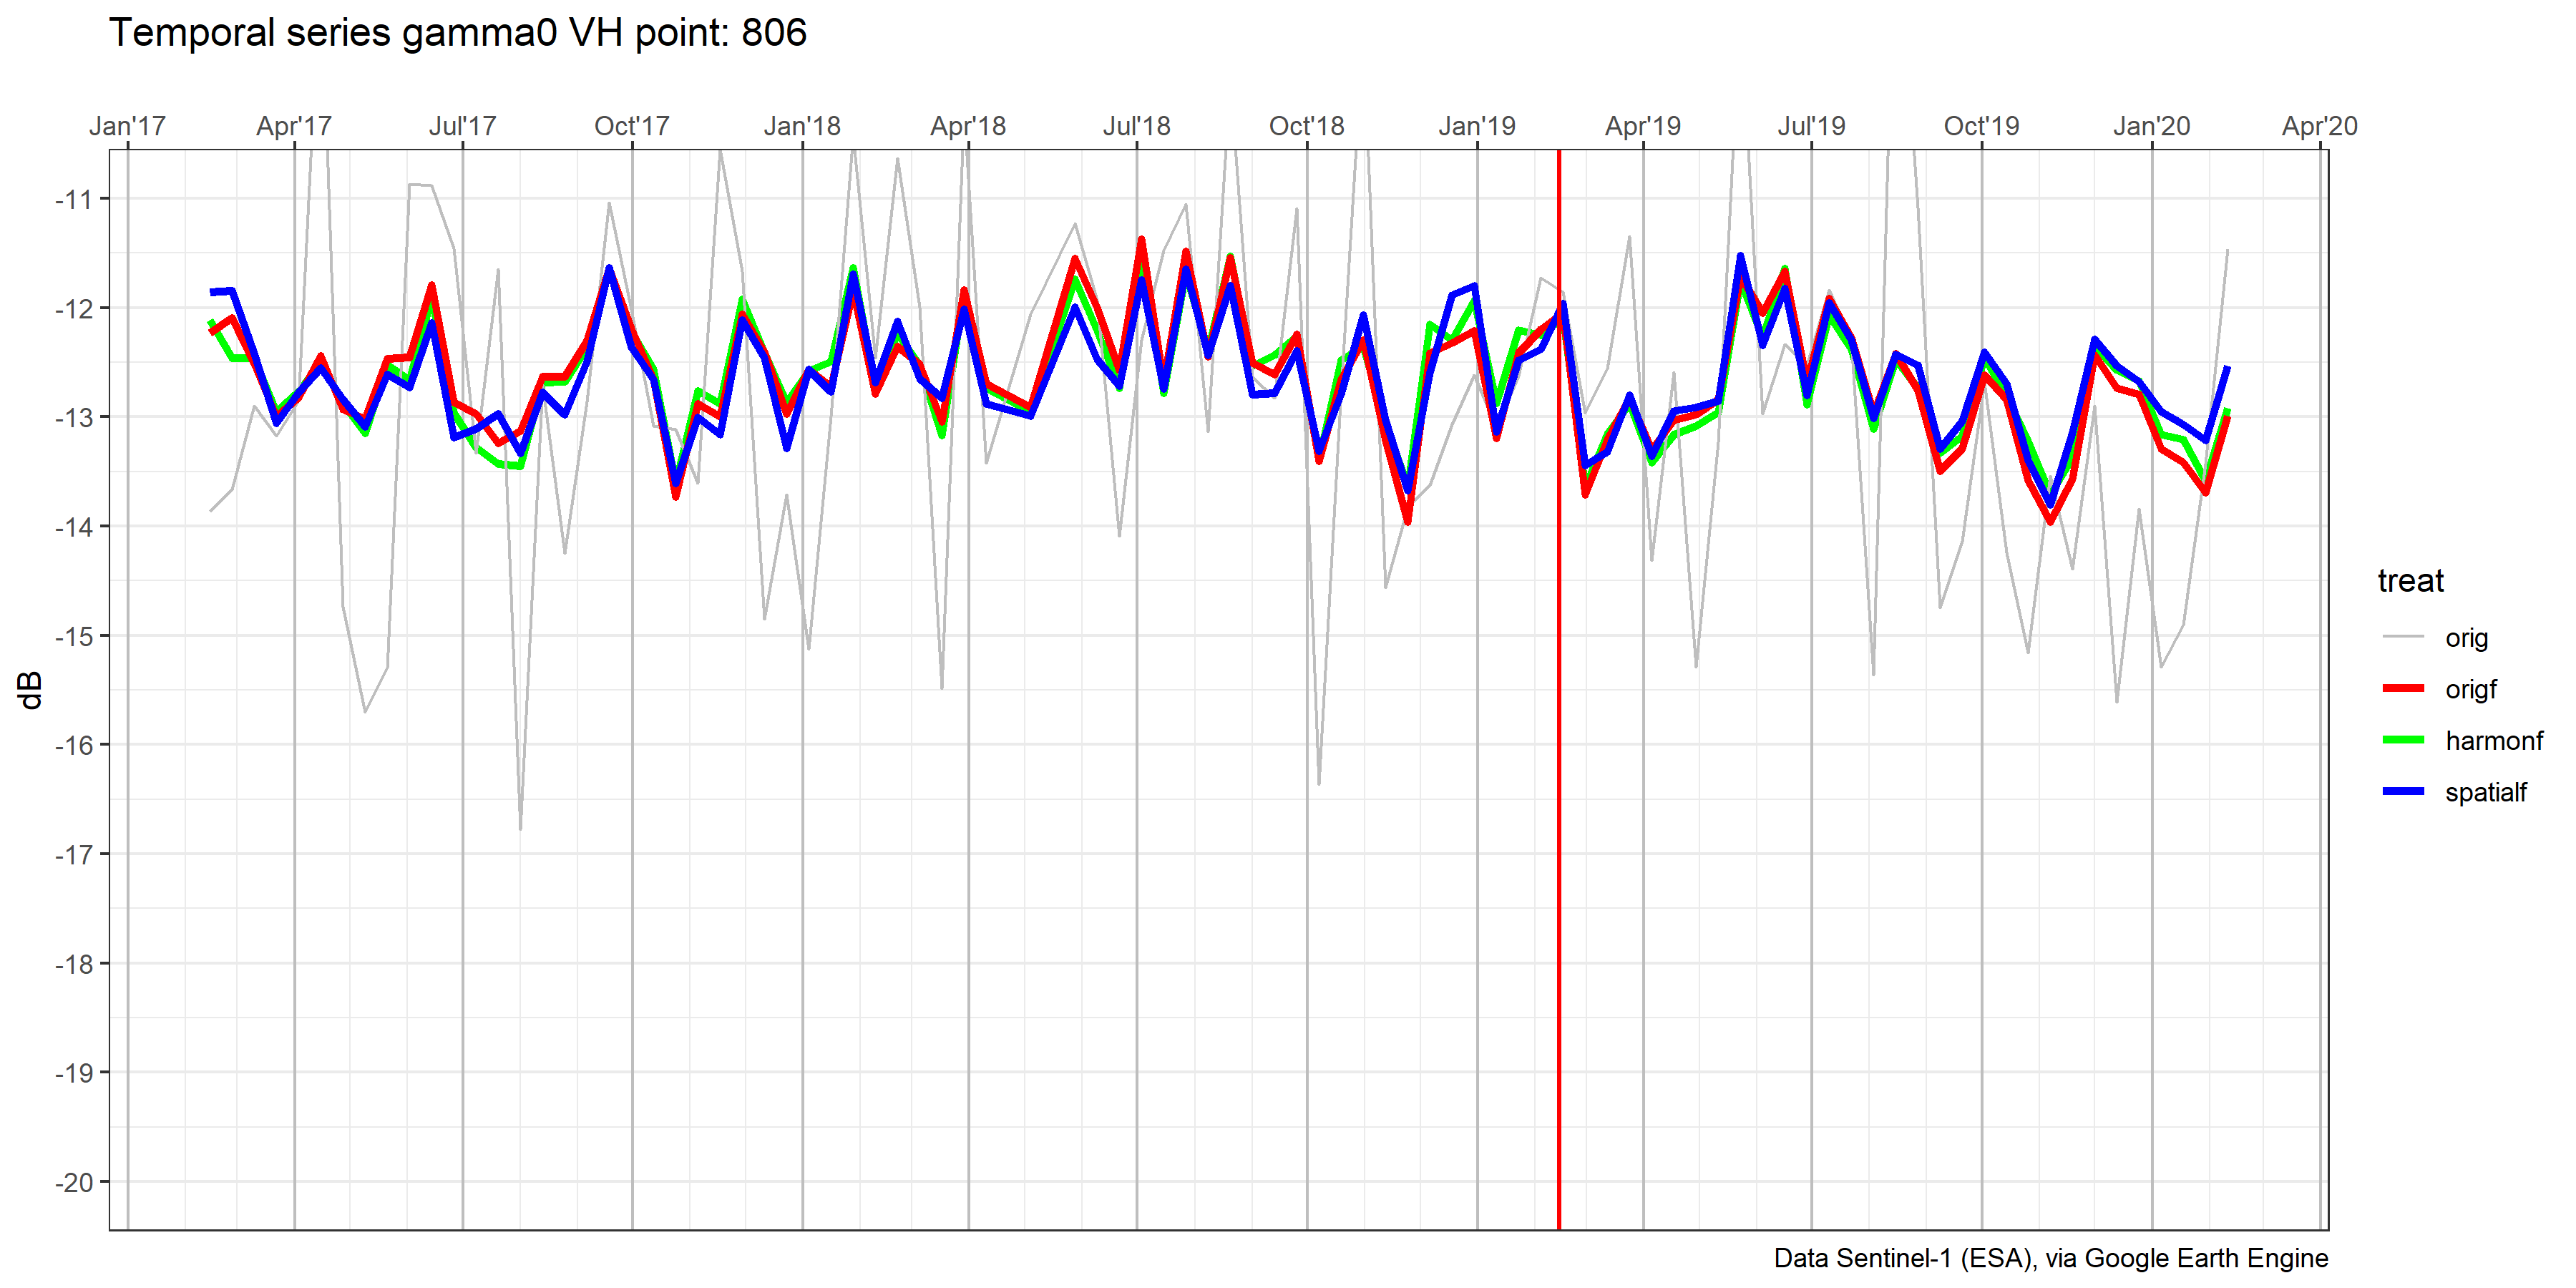 Temporal series gamma0 VH point: 806
Jan'17 Apr'17 Jul'17 Oct'17 Jan'18 Apr'18 Jul'18 Oct'18 Jan'19 Apr'19 Jul'19 Oct'19 Jan'20 Apr'20
-11
-12
-13
-14
-15
-16
-17
-18
-19
-20
dB
treat
orig
origf
harmonf
spatialf
Data Sentinel-1 (ESA), via Google Earth Engine